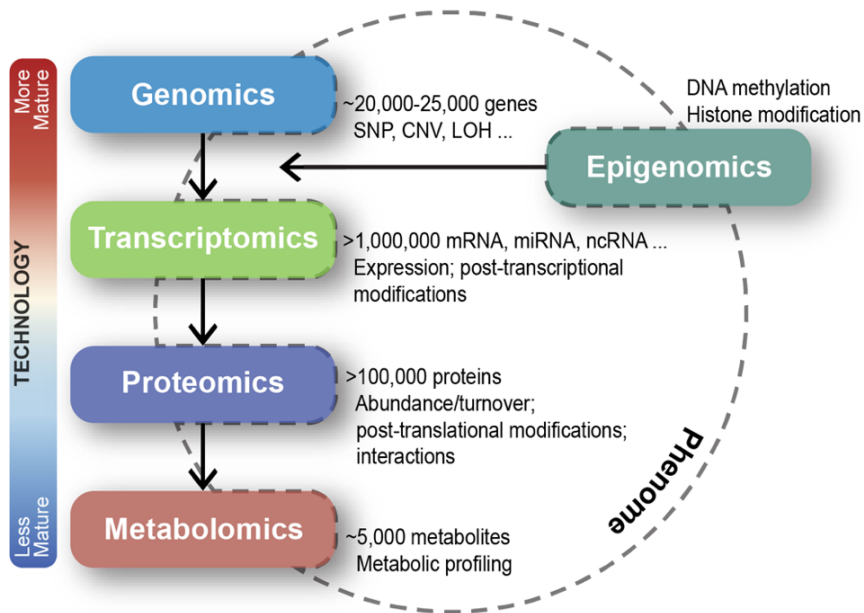 More
Mature
TECHNOLOGY
Less
Mature
Genomics
~20,000-25,000 genes
SNP, CNV, LOH ...
DNA methylation
Histone modification
Epigenomics
Transcriptomics
>1,000,000 mRNA, miRNA, ncRNA ...
Expression; post-transcriptional
modifications
Proteomics
>100,000 proteins
Abundance/turnover;
post-translational modifications;
interactions
Metabolomics
~5,000 metabolites
Metabolic profiling
Phenome